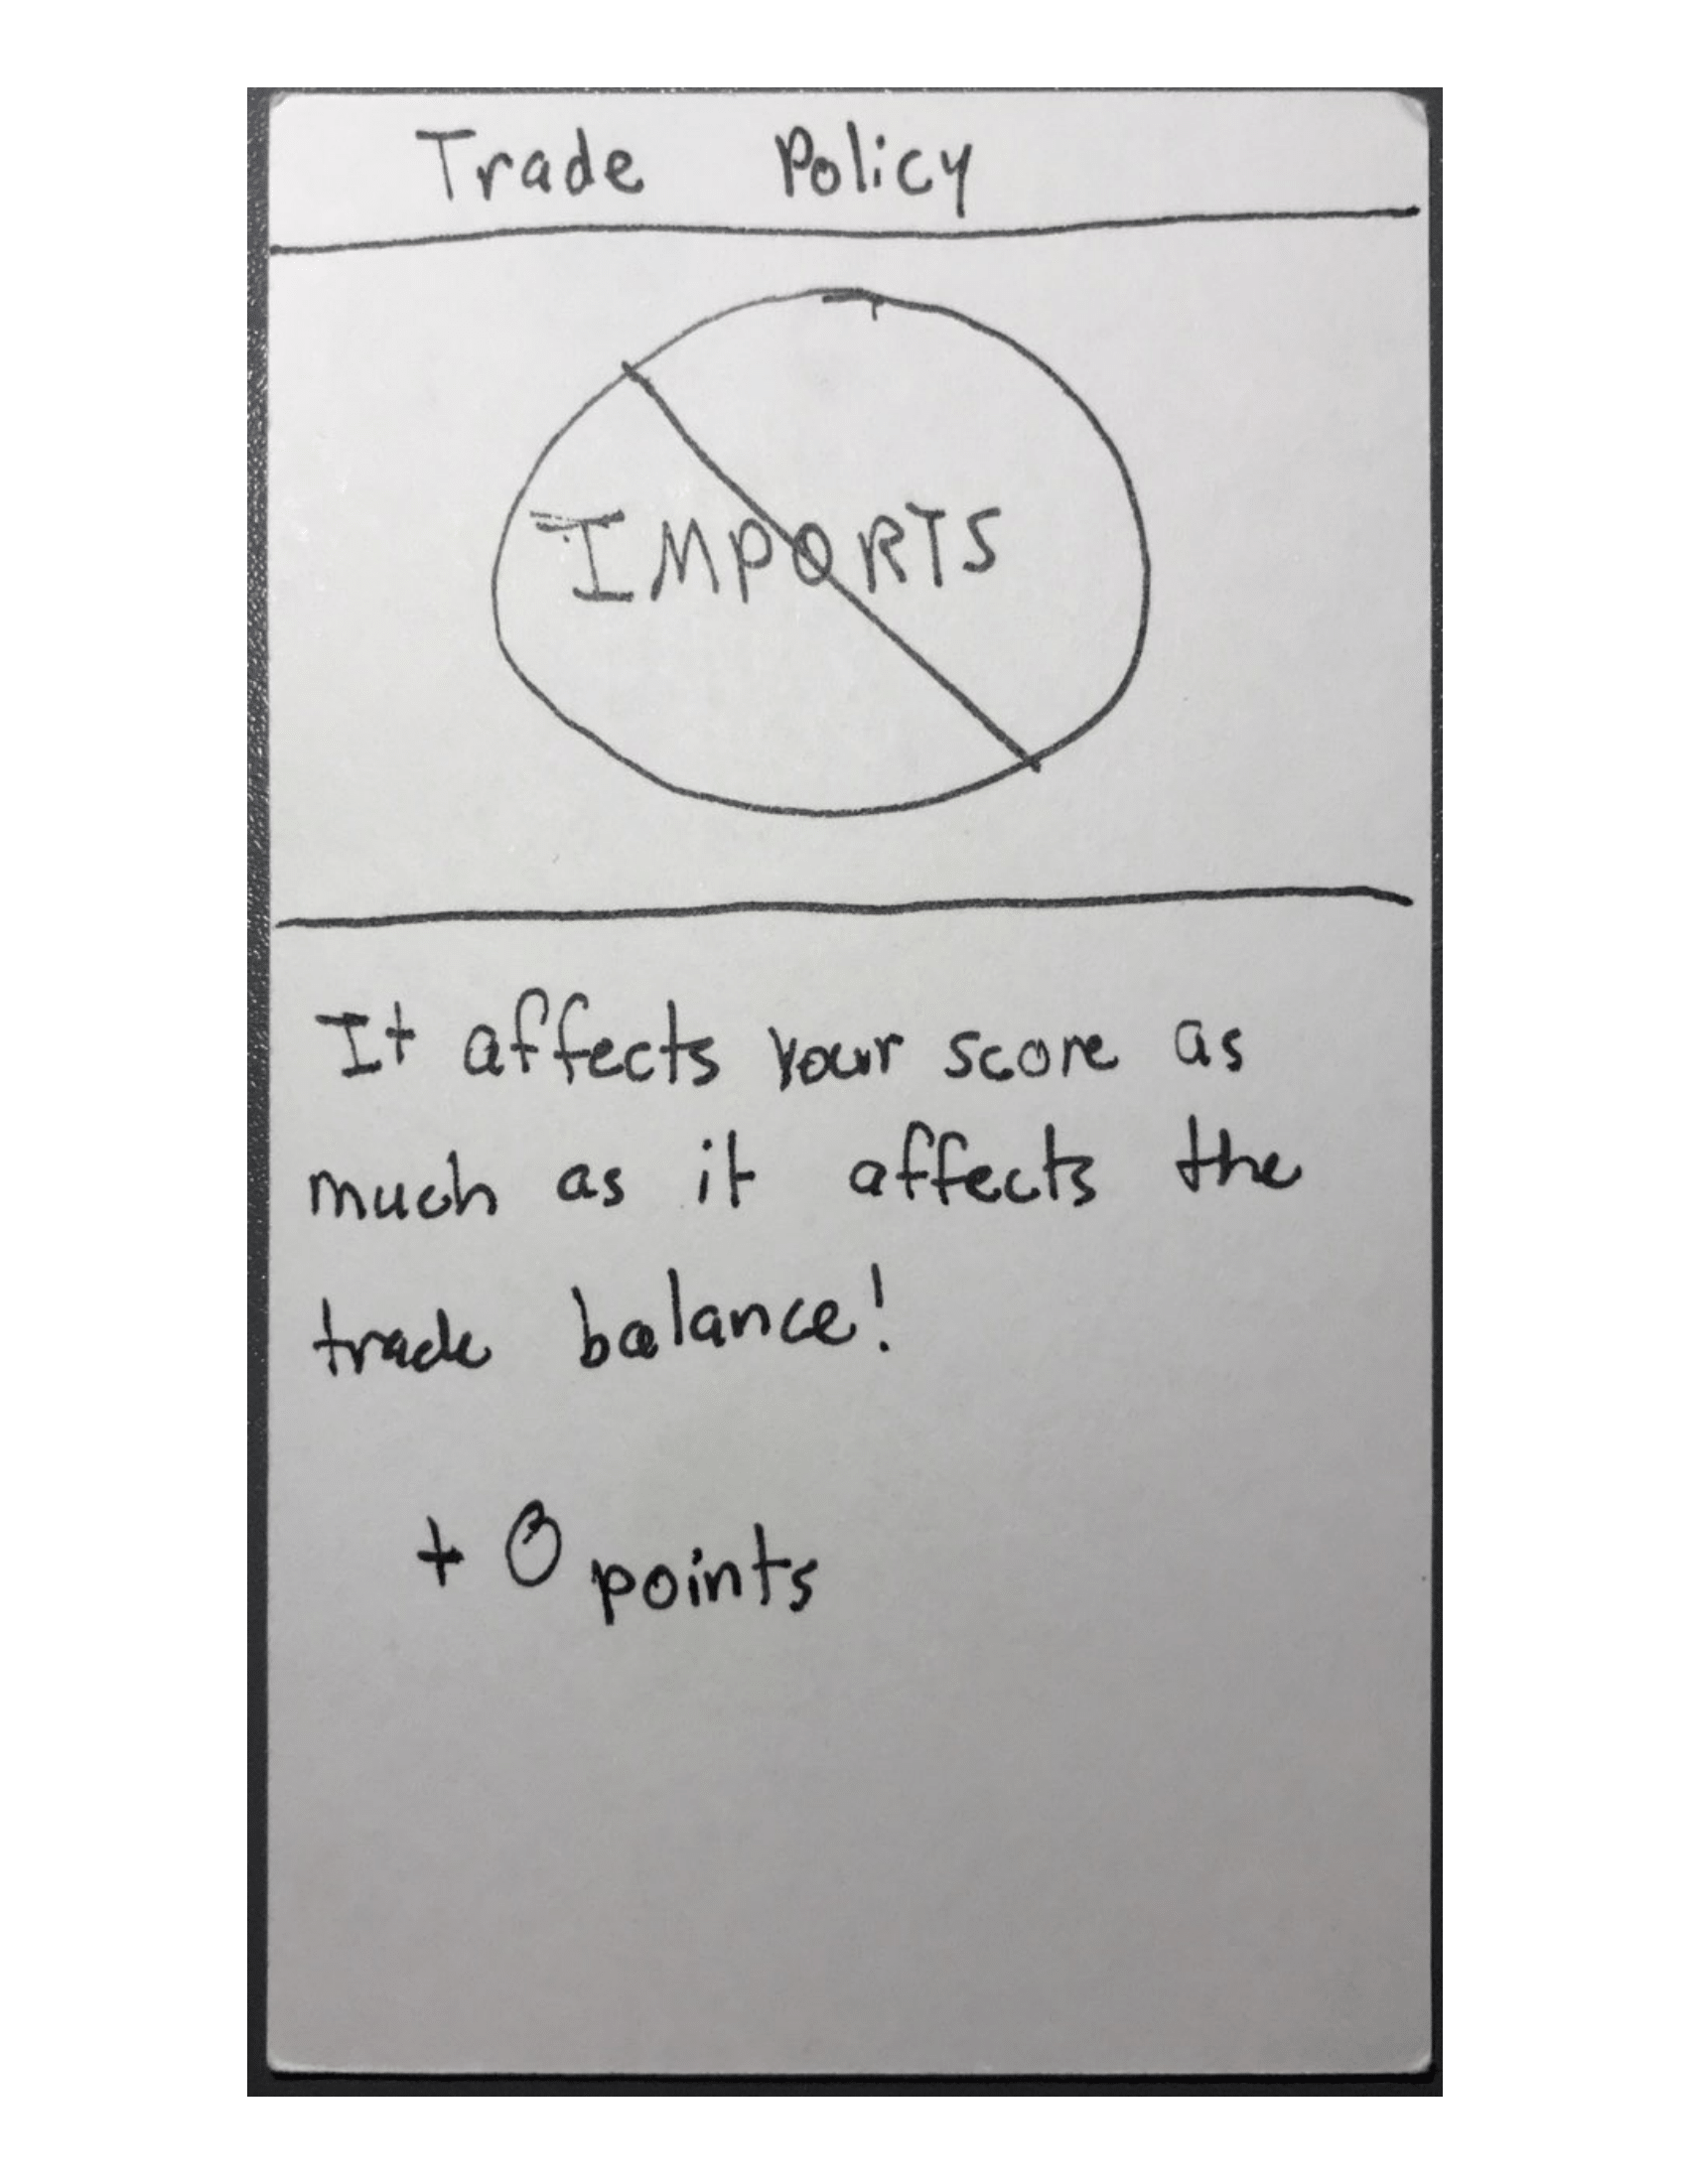 Trade Policy
IMPORTS
It affects your score as
much as it affects the
trade balance!
+ 0 points